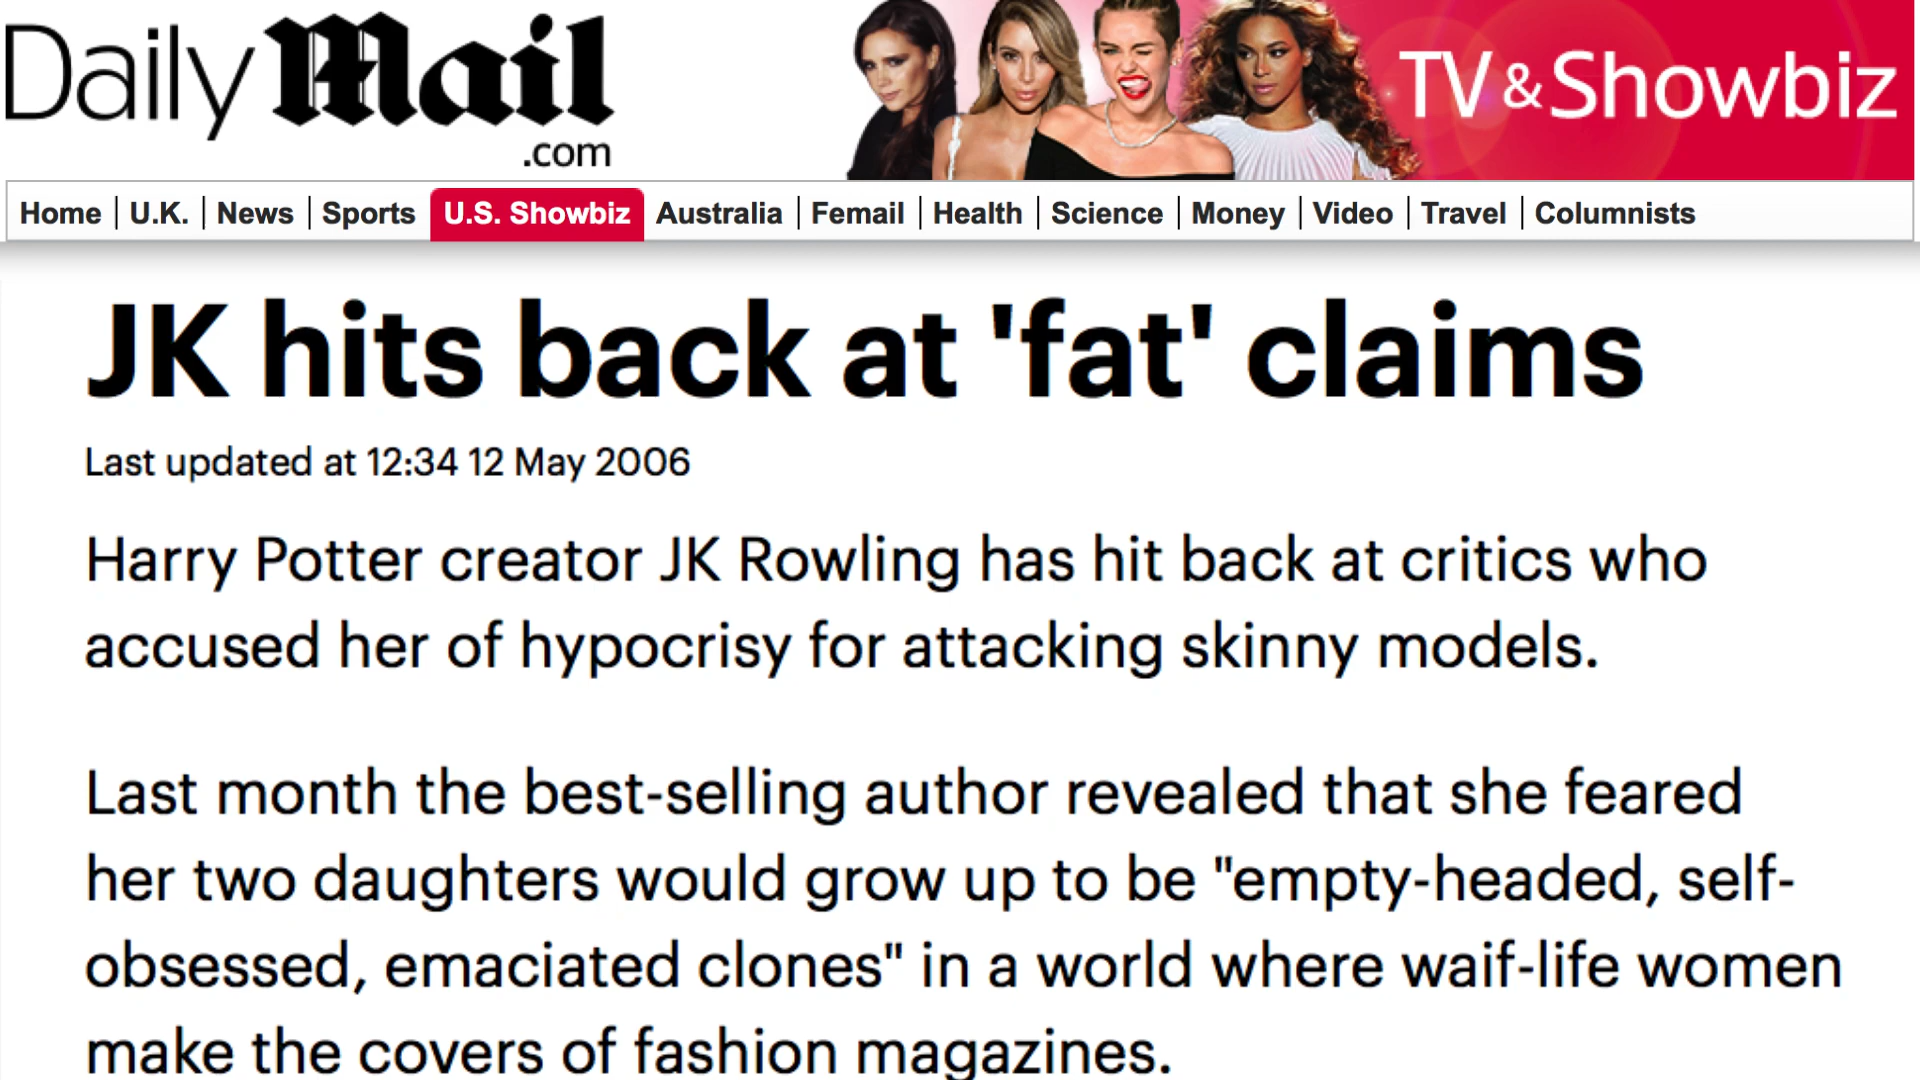 Daily Mail
.com
TV&Showbiz
Home U.K. News Sports U.S. Showbiz Australia Femail Health Science Money Video Travel Columnists
JK hits back at 'fat' claims
Last updated at 12:34 12 May 2006
Harry Potter creator JK Rowling has hit back at critics who
accused her of hypocrisy for attacking skinny models.
Last month the best-selling author revealed that she feared
her two daughters would grow up to be "empty-headed, self-
obsessed, emaciated clones" in a world where waif-life women
make the covers of fashion magazines.